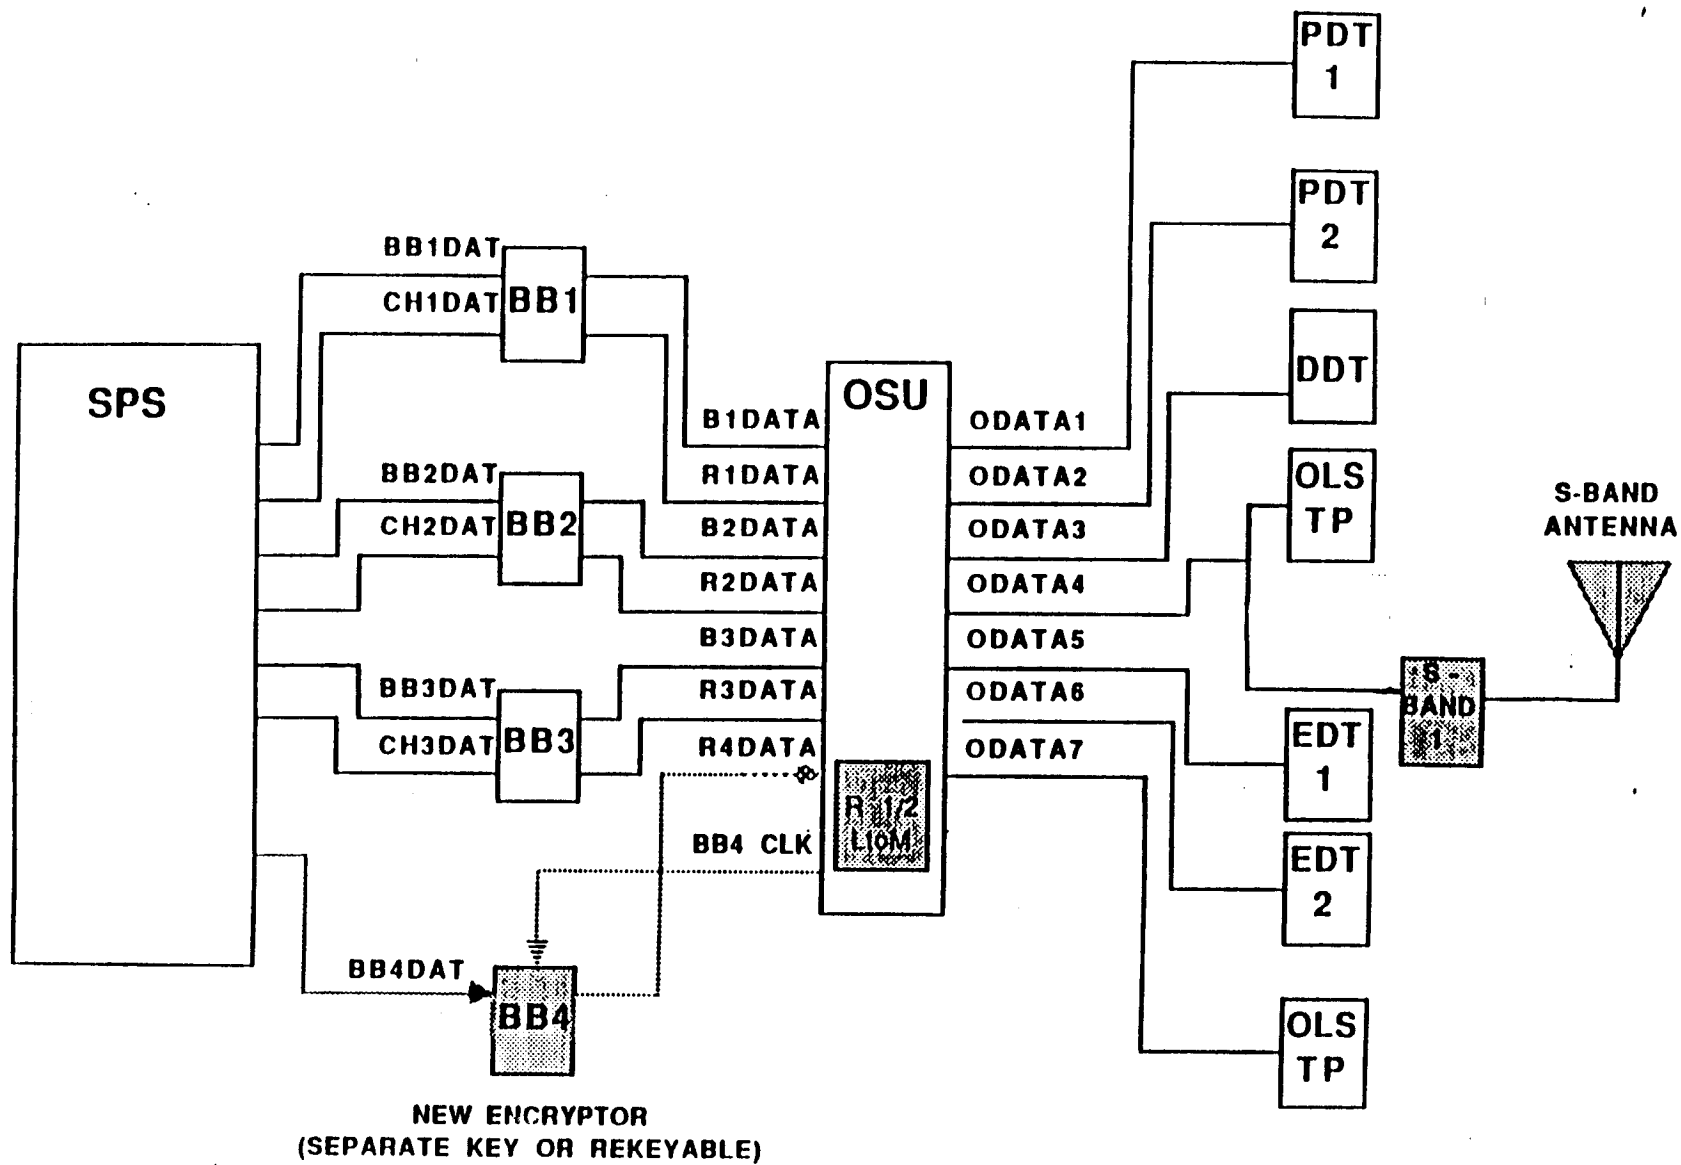 PDT
1
PDT
2
DDT
OLS
TP
S-BAND
ANTENNA
BB1DAT
CH1DAT
BB1
SPS
OSU
BB2DAT
CH2DAT
BB2
BB3DAT
CH3DAT
BB3
B1DATA
R1DATA
B2DATA
R2DATA
B3DATA
R3DATA
R4DATA
BB4 CLK
ODATA1
ODATA2
ODATA3
ODATA4
ODATA5
ODATA6
ODATA7
R 1/2
LtoM
S-
BAND
1
EDT
1
EDT
2
OLS
TP
BB4DAT
BB4
NEW ENCRYPTOR
(SEPARATE KEY OR REKEYABLE)